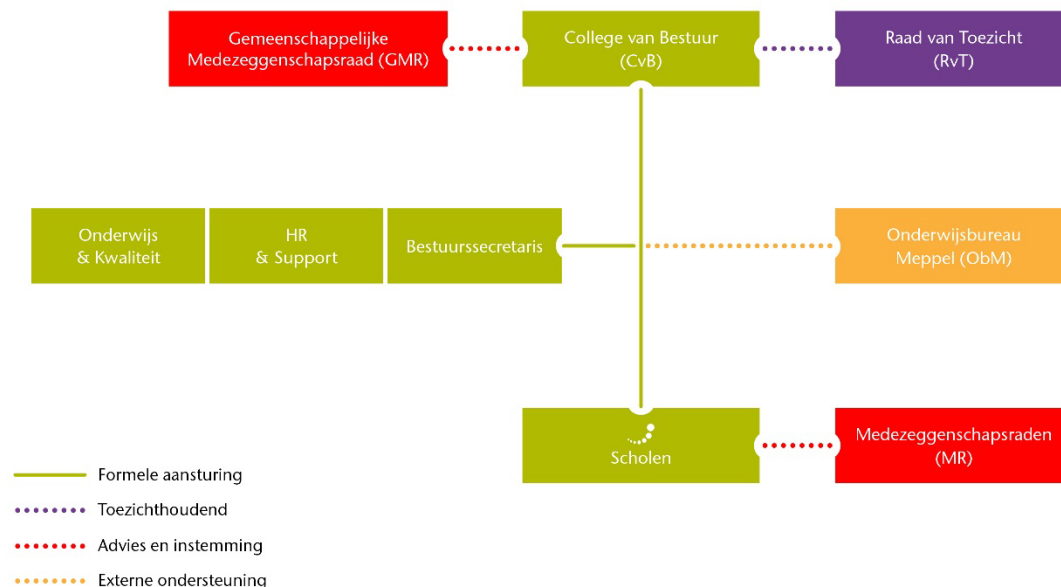 Gemeenschappelijke
Medezeggenschapsraad (GMR)
College van Bestuur
(CvB)
Raad van Toezicht
(RvT)
Onderwijs
& Kwaliteit
HR
& Support
Bestuurssecretaris
Onderwijsbureau
Meppel (ObM)
Scholen
Medezeggenschapsraden
(MR)
Formele aansturing
Toezichthoudend
Advies en instemming
Externe ondersteuning